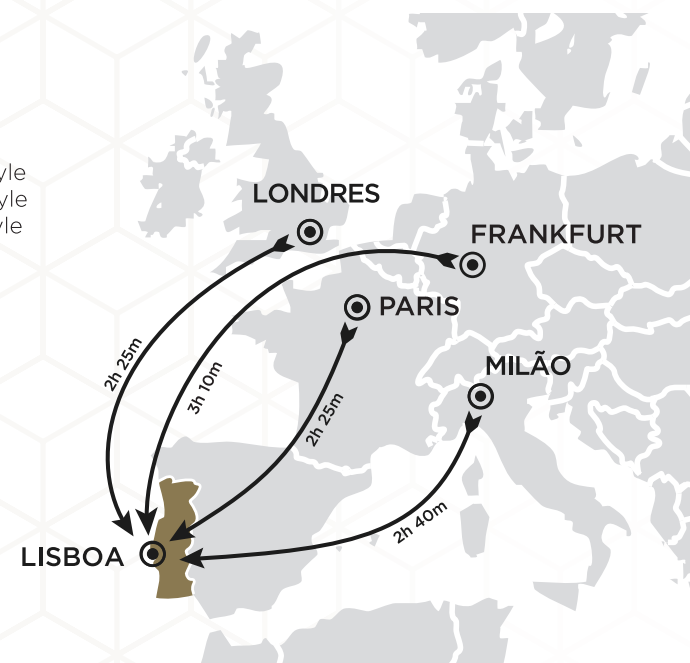 LONDRES
FRANKFURT
PARIS
MILÃO
2h 25m
3h 10m
2h 25m
2h 40m
LISBOA